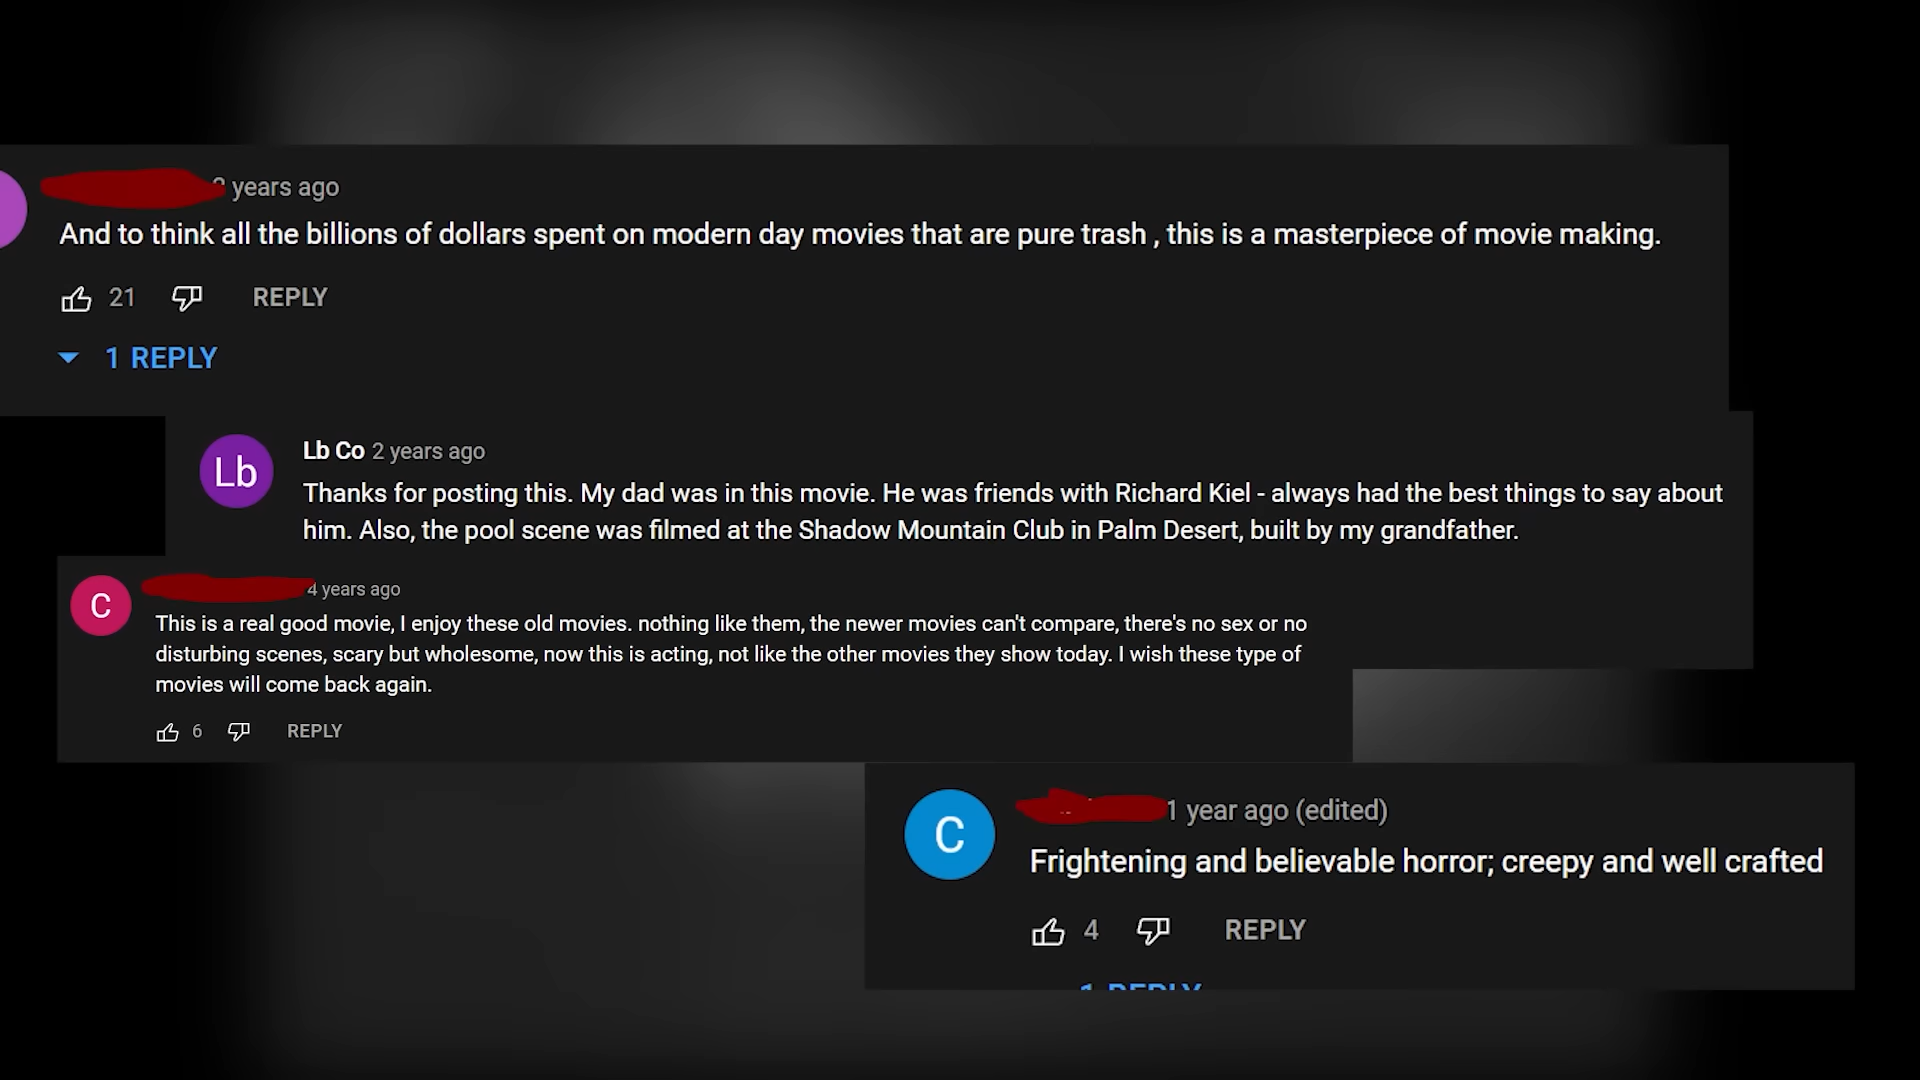 years ago
And to think all the billions of dollars spent on modern day movies that are pure trash , this is a masterpiece of movie making.
21 REPLY
1 REPLY
Lb Lb Co 2 years ago
Thanks for posting this. My dad was in this movie. He was friends with Richard Kiel - always had the best things to say about
him. Also, the pool scene was filmed at the Shadow Mountain Club in Palm Desert, built by my grandfather.
C 4 years ago
This is a real good movie, I enjoy these old movies. nothing like them, the newer movies can't compare, there's no sex or no
disturbing scenes, scary but wholesome, now this is acting, not like the other movies they show today. I wish these type of
movies will come back again.
6 REPLY
C 1 year ago (edited)
Frightening and believable horror; creepy and well crafted
4 REPLY
1 REPLY